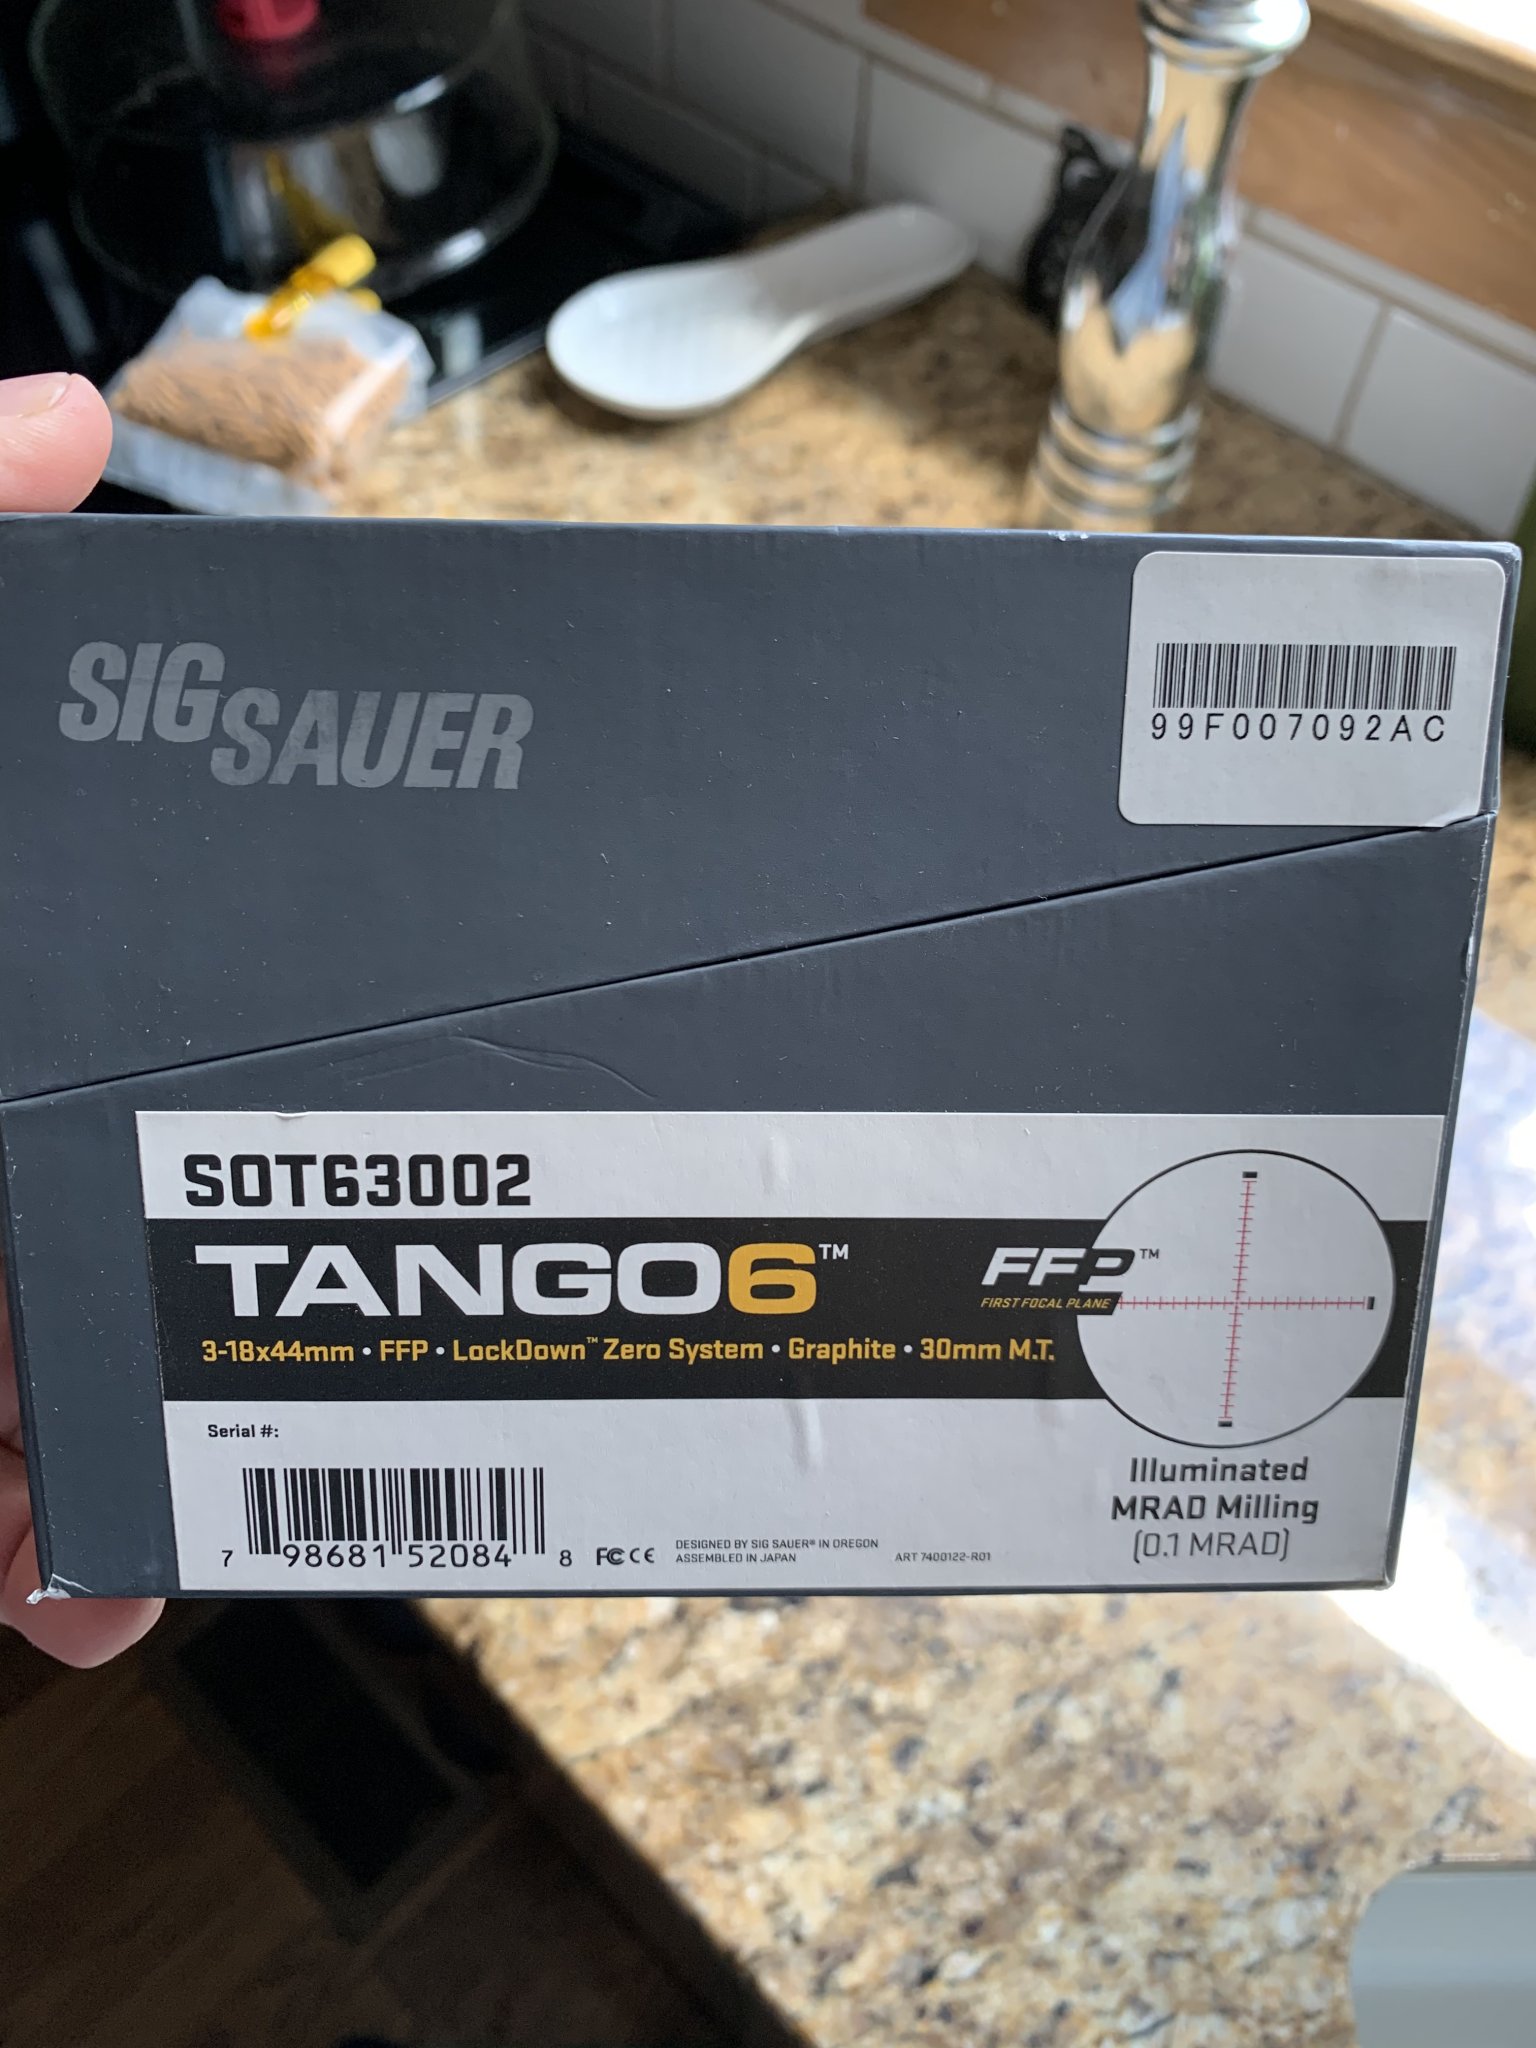 SIG SAUER
99F007092AC
SOT63002
TANGO6™
FFP™
FIRST FOCAL PLANE
3-18x44mm • FFP • LockDown™ Zero System • Graphite • 30mm M.T.
Serial #:
7 98681 52084 8
FC CE
DESIGNED BY SIG SAUER® IN OREGON
ASSEMBLED IN JAPAN
ART 7400122-R01
Illuminated
MRAD Milling
(0.1 MRAD)